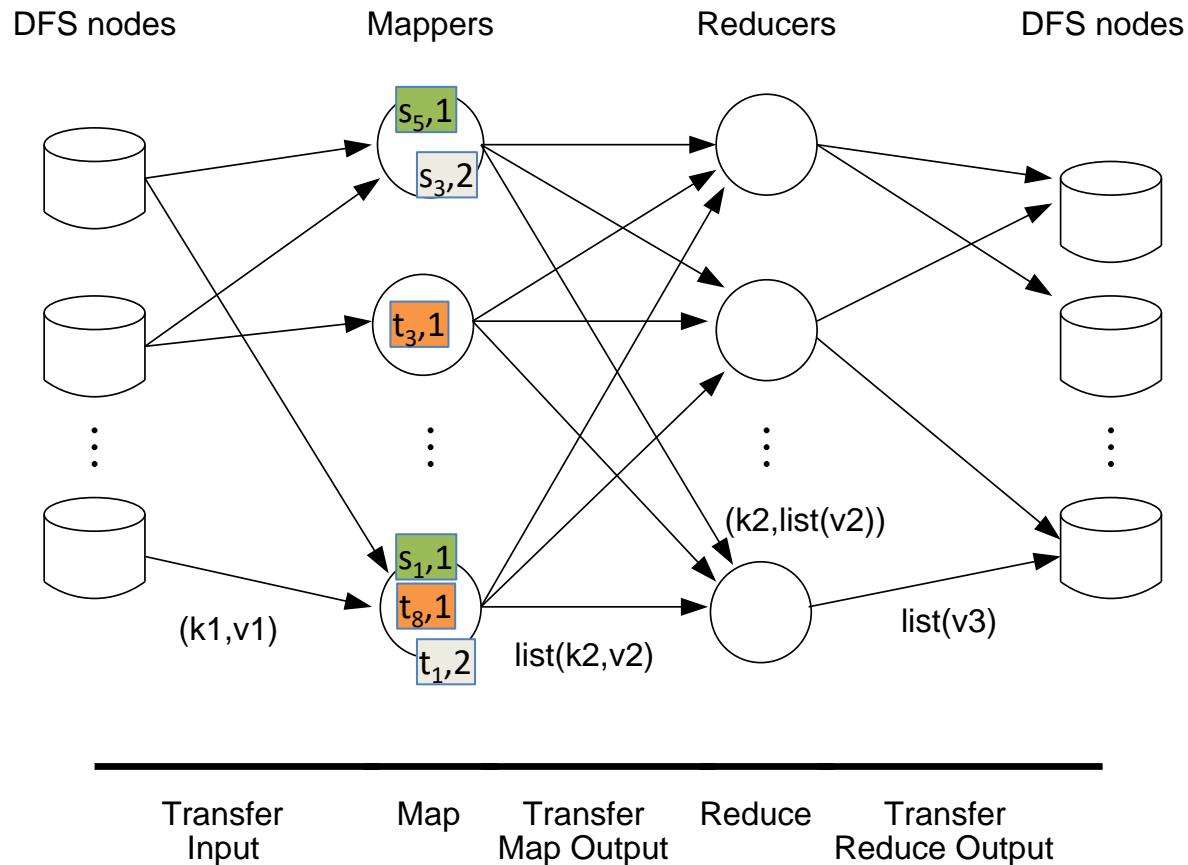 DFS nodes
Mappers
Reducers
DFS nodes
s₅,1
s₃,2
t₃,1
(k2,list(v2))
s₁,1
t₈,1
t₁,2
(k1,v1)
list(k2,v2)
list(v3)
Transfer
Input
Map
Transfer
Map Output
Reduce
Transfer
Reduce Output